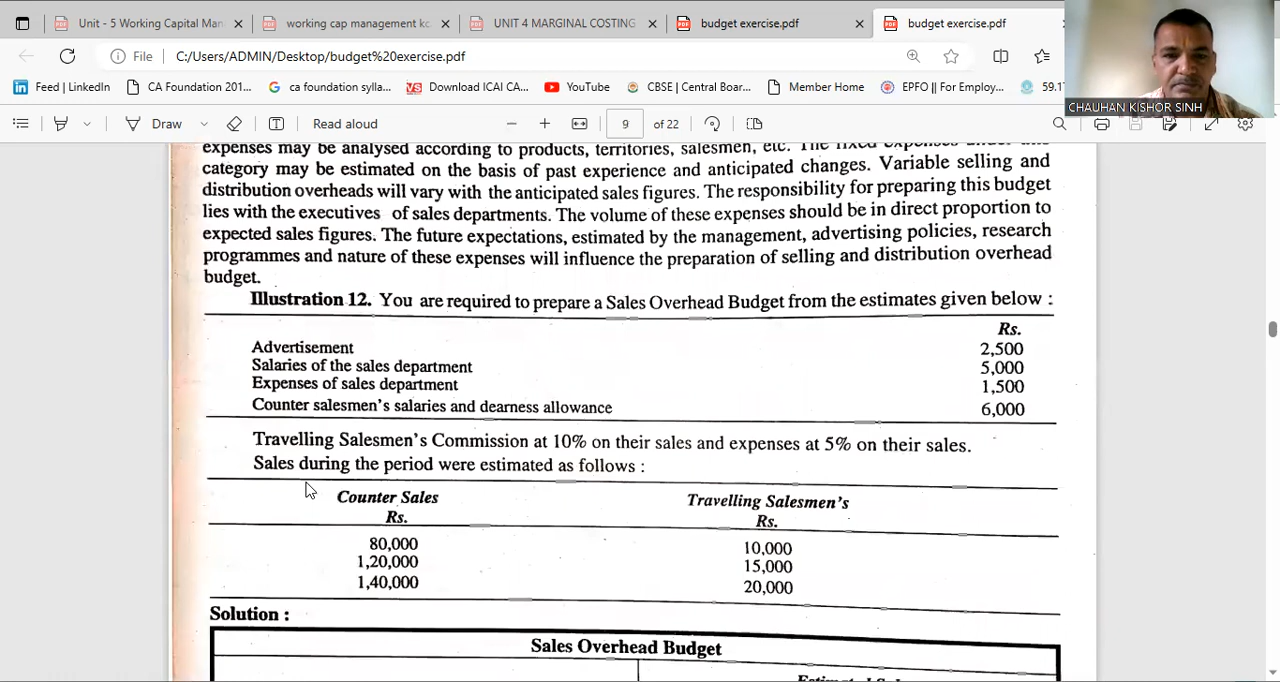 Unit - 5 Working Capital Man
working cap management kc
UNIT 4 MARGINAL COSTING
budget exercise.pdf
budget exercise.pdf
File
C:/Users/ADMIN/Desktop/budget%20exercise.pdf
Feed | LinkedIn
CA Foundation 201...
ca foundation sylla...
Download CAI CA...
YouTube
CBSE | Central Boar...
Member Home
EPFO || For Employ...
59.1
CHAUHAN KISHOR SINH
Draw
Read aloud
9 of 22
expenses may be analysed according to products, territories, salesmen, etc. The fixed expenses under
category may be estimated on the basis of past experience and anticipated changes. Variable selling and
distribution overheads will vary with the anticipated sales figures. The responsibility for preparing this budget
lies with the executives of sales departments. The volume of these expenses should be in direct proportion to
expected sales figures. The future expectations, estimated by the management, advertising policies, research
programmes and nature of these expenses will influence the preparation of selling and distribution overhead
budget.
Illustration 12. You are required to prepare a Sales Overhead Budget from the estimates given below :
Rs.
Advertisement 2,500
Salaries of the sales department 5,000
Expenses of sales department 1,500
Counter salesmen's salaries and dearness allowance 6,000
Travelling Salesmen's Commission at 10% on their sales and expenses at 5% on their sales.
Sales during the period were estimated as follows :
Counter Sales Travelling Salesmen's
Rs. Rs.
80,000 10,000
1,20,000 15,000
1,40,000 20,000
Solution :
Sales Overhead Budget